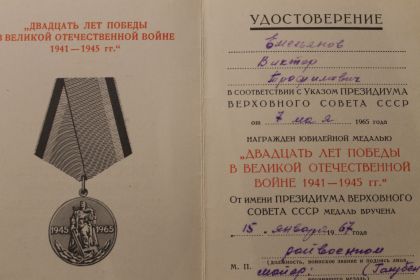 „ДВАДЦАТЬ ЛЕТ ПОБЕДЫ
В ВЕЛИКОЙ ОТЕЧЕСТВЕННОЙ ВОЙНЕ
1941—1945 гг.“
1945 1965
УДОСТОВЕРЕНИЕ
Емельянов
Виктор
Трофимович
В СООТВЕТСТВИИ С УКАЗОМ ПРЕЗИДИУМА
ВЕРХОВНОГО СОВЕТА СССР
от 7 мая 1965 года
НАГРАЖДЕН ЮБИЛЕЙНОЙ МЕДАЛЬЮ
„ДВАДЦАТЬ ЛЕТ ПОБЕДЫ
В ВЕЛИКОЙ ОТЕЧЕСТВЕННОЙ
ВОЙНЕ 1941—1945 гг.“
От имени ПРЕЗИДИУМА ВЕРХОВНОГО
СОВЕТА СССР МЕДАЛЬ ВРУЧЕНА
15 января 1967 года
М. П. (должность, воинское звание и подпись лица,
майор